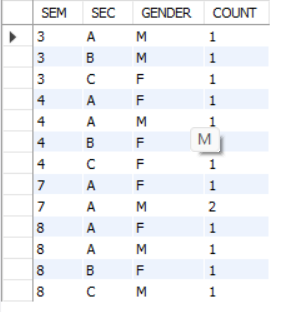 SEM SEC GENDER COUNT
3 A M 1
3 B M 1
3 C F 1
4 A F 1
4 A M 1
4 B F
M
4 C F 1
7 A F 1
7 A M 2
8 A F 1
8 A M 1
8 B F 1
8 C M 1